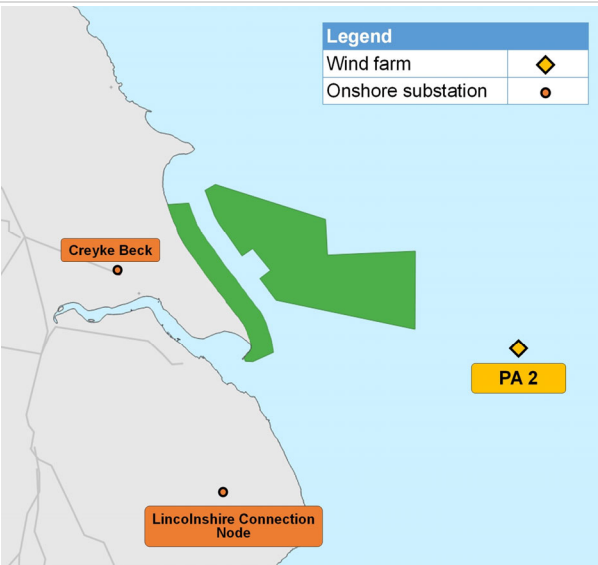 Legend
Wind farm
Onshore substation
Creyke Beck
PA 2
Lincolnshire Connection
Node